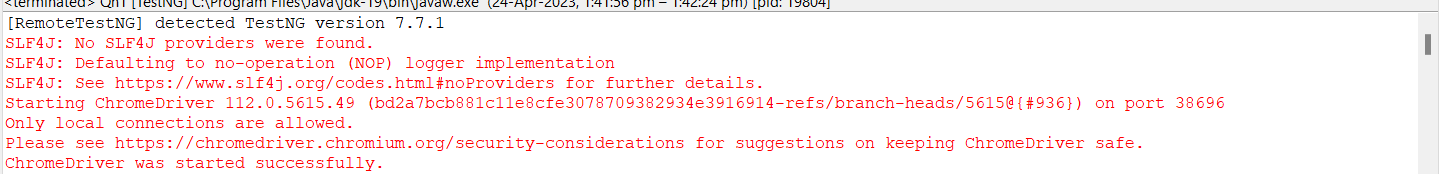 <terminated> Qn1 [TestNG] C:\Program Files\Java\jdk-19\bin\javaw.exe (24-Apr-2023, 1:41:56 pm – 1:42:24 pm) [pid: 19804]
[RemoteTestNG] detected TestNG version 7.7.1
SLF4J: No SLF4J providers were found.
SLF4J: Defaulting to no-operation (NOP) logger implementation
SLF4J: See https://www.slf4j.org/codes.html#noProviders for further details.
Starting ChromeDriver 112.0.5615.49 (bd2a7bcb881c11e8cfe3078709382934e3916914-refs/branch-heads/5615@{#936}) on port 38696
Only local connections are allowed.
Please see https://chromedriver.chromium.org/security-considerations for suggestions on keeping ChromeDriver safe.
ChromeDriver was started successfully.